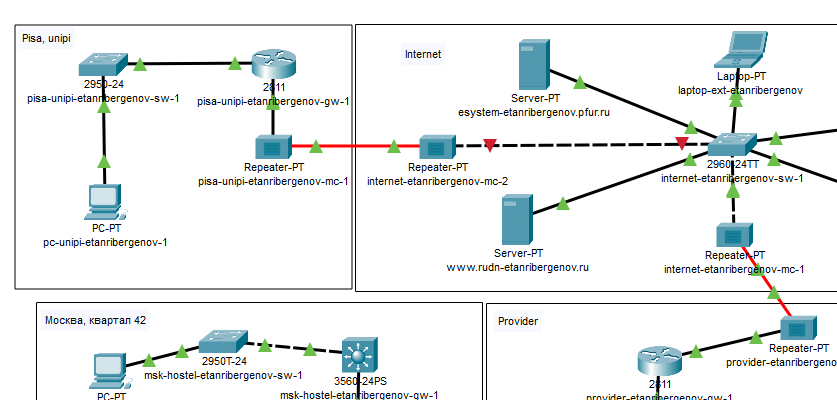 Pisa, unipi
Internet
2950-24
pisa-unipi-etanribergenov-sw-1
2811
pisa-unipi-etanribergenov-gw-1
Server-PT
esystem-etanribergenov.pfur.ru
Laptop-PT
laptop-ext-etanribergenov
Repeater-PT
pisa-unipi-etanribergenov-mc-1
Repeater-PT
internet-etanribergenov-mc-2
2960-24TT
internet-etanribergenov-sw-1
PC-PT
pc-unipi-etanribergenov-1
Server-PT
www.rudn-etanribergenov.ru
Repeater-PT
internet-etanribergenov-mc-1
Москва, квартал 42
Provider
2950T-24
msk-hostel-etanribergenov-sw-1
3560-24PS
msk-hostel-etanribergenov-gw-1
Repeater-PT
provider-etanribergeno
2811
provider-etanribergenov-gw-1
PC-PT